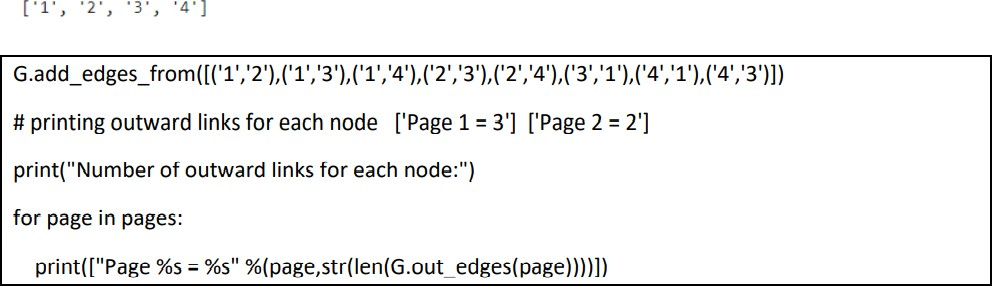 ['1', '2', '3', '4']
G.add_edges_from([('1','2'),('1','3'),('1','4'),('2','3'),('2','4'),('3','1'),('4','1'),('4','3')])
# printing outward links for each node   ['Page 1 = 3']  ['Page 2 = 2']
print("Number of outward links for each node:")
for page in pages:
    print(["Page %s = %s" %(page,str(len(G.out_edges(page))))])